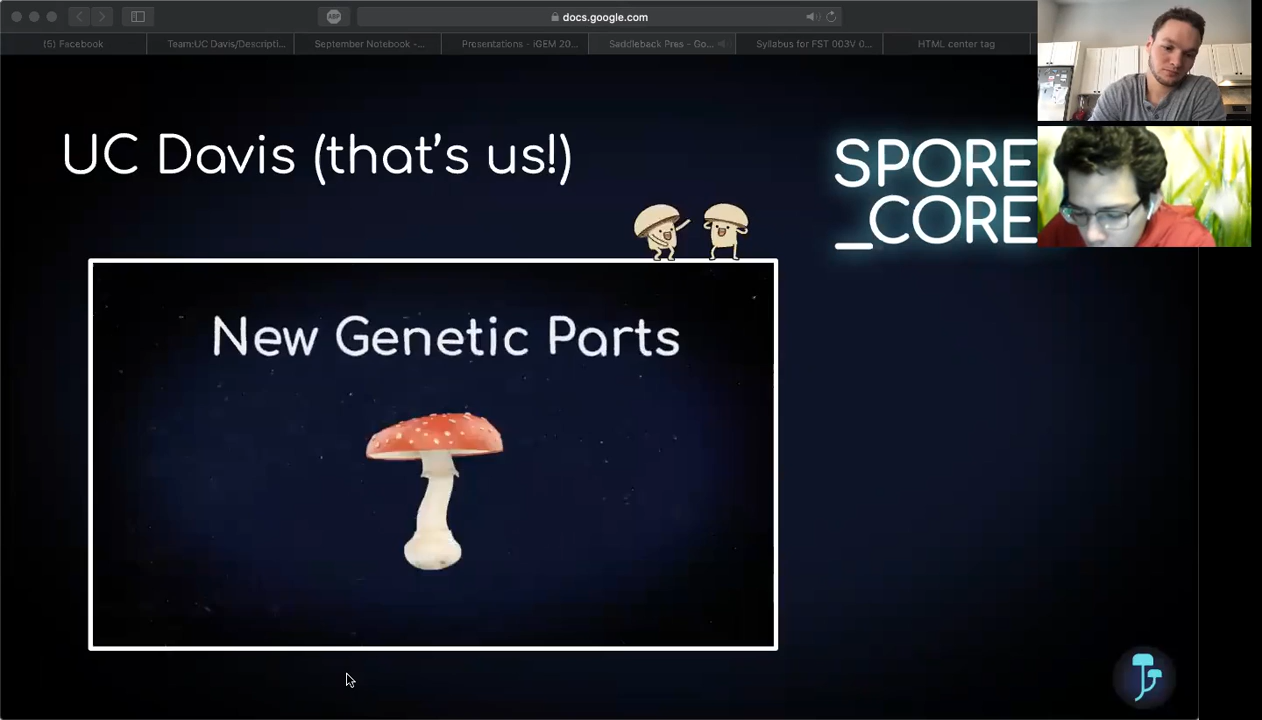 ABP
docs.google.com
(5) Facebook
Team:UC Davis/Descripti...
September Notebook -...
Presentations - iGEM 20...
Saddleback Pres - Go...
Syllabus for FST 003V 0...
HTML center tag
UC Davis (that's us!)
SPORE
_CORE
New Genetic Parts